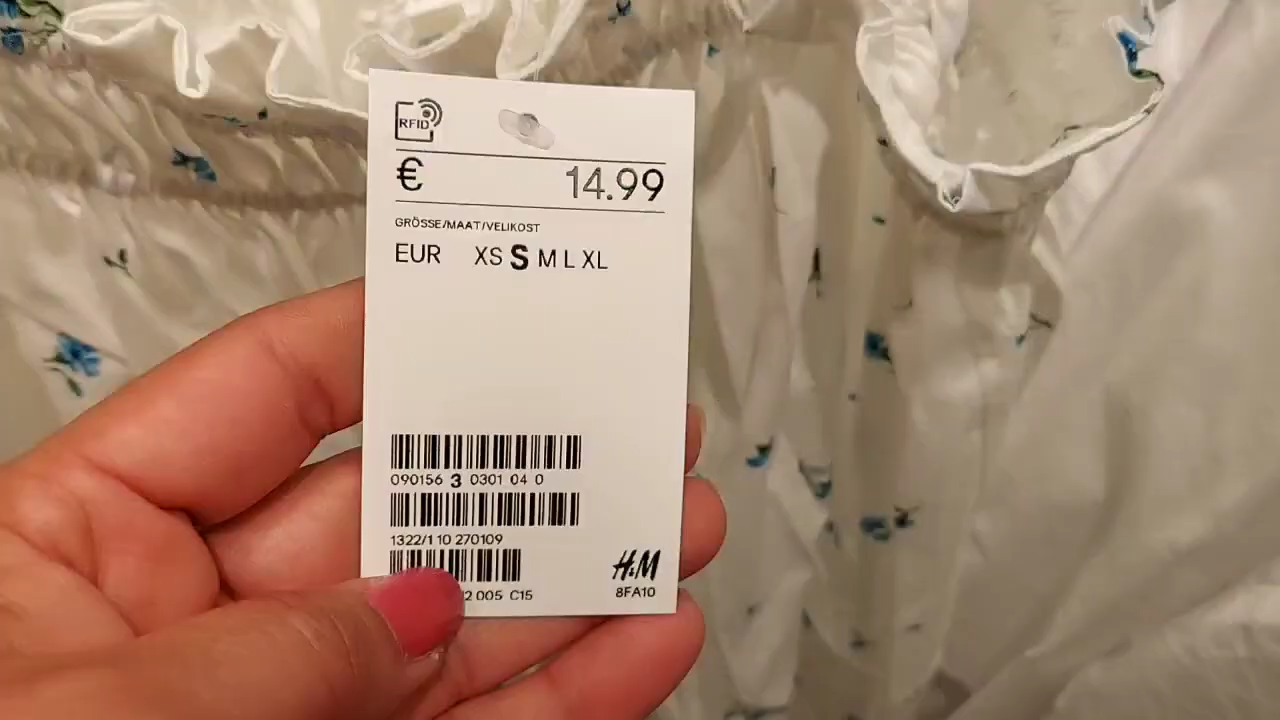 RFID
€ 14.99
GRÖSSE/MAAT/VELIKOST
EUR XS S M L XL
090156 3 0301 04 0
1322/1 10 270109
2 005 C15
H&M
8FA10